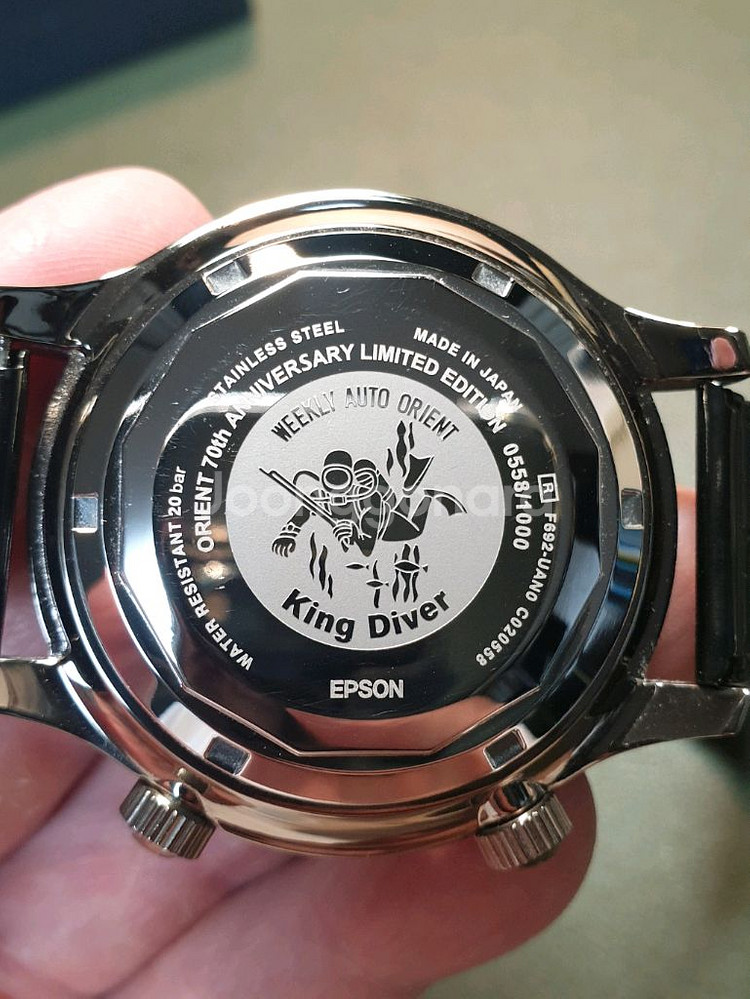 STAINLESS STEEL
MADE IN JAPAN
ORIENT 70th ANNIVERSARY LIMITED EDITION 0558/1000
WATER RESISTANT 20 bar
R F692-UAN0 C020558
WEEKLY AUTO ORIENT
Joonggonara
King Diver
EPSON